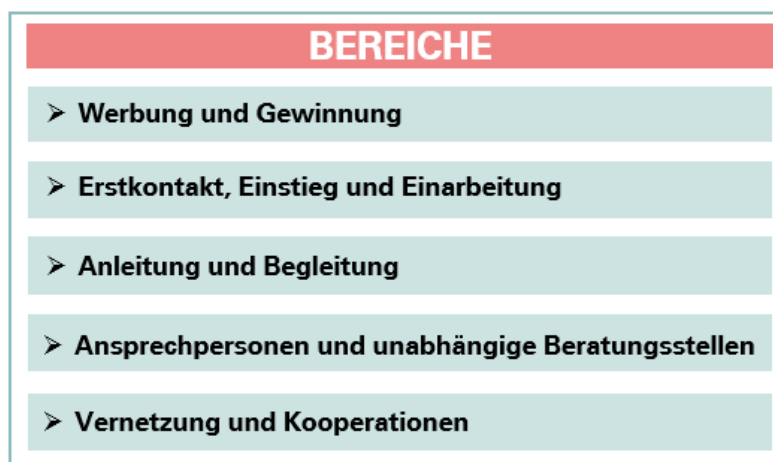 BEREICHE
➢ Werbung und Gewinnung
➢ Erstkontakt, Einstieg und Einarbeitung
➢ Anleitung und Begleitung
➢ Ansprechpersonen und unabhängige Beratungsstellen
➢ Vernetzung und Kooperationen